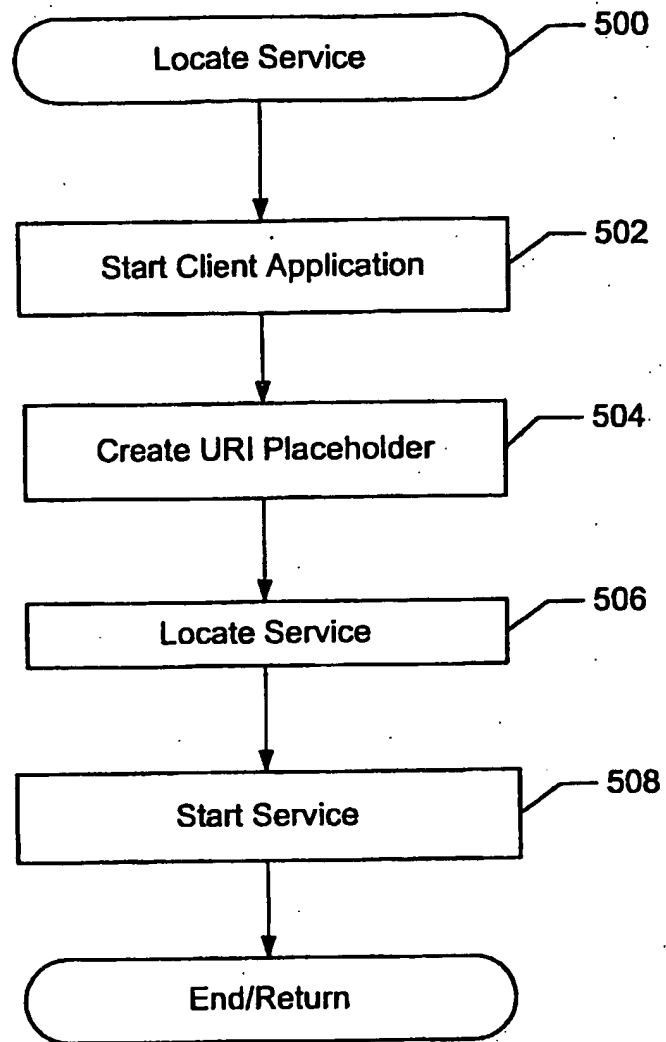 Locate Service
500
Start Client Application
502
Create URI Placeholder
504
Locate Service
506
Start Service
508
End/Return